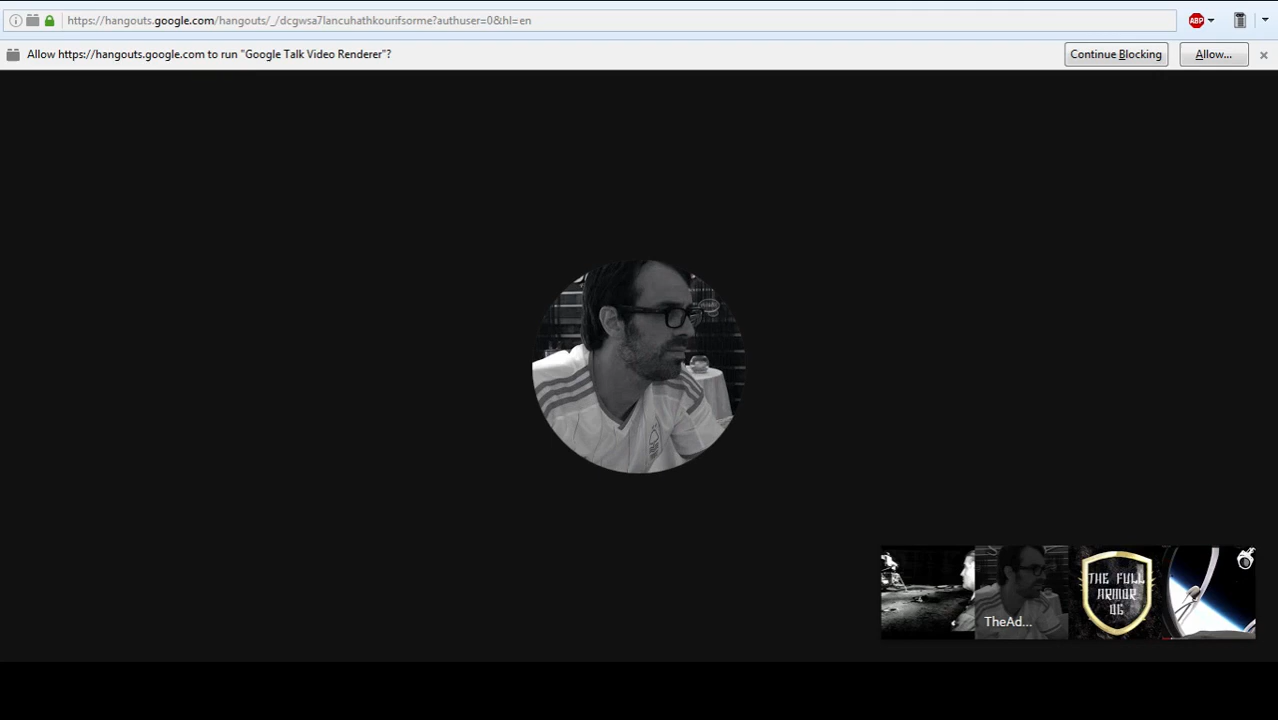 https://hangouts.google.com/hangouts/_/dcgwsa7lancuhathkourifsorme?authuser=0&hl=en
ABP
Allow https://hangouts.google.com to run "Google Talk Video Renderer"?
Continue Blocking
Allow...
TheAd...
THE FULL
ARMOR